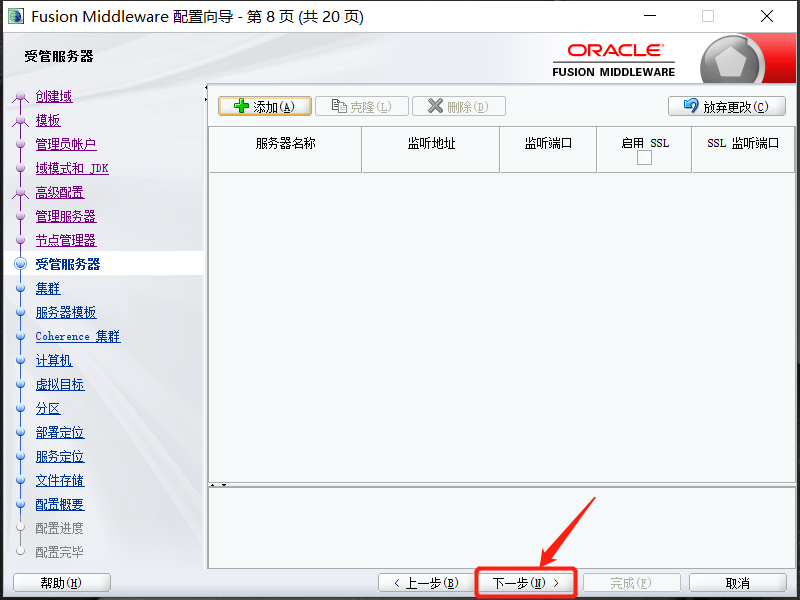 Fusion Middleware 配置向导 - 第 8 页 (共 20 页)
受管服务器
ORACLE
FUSION MIDDLEWARE
创建域
模板
管理员帐户
域模式和 JDK
高级配置
管理服务器
节点管理器
受管服务器
集群
服务器模板
Coherence 集群
计算机
虚拟目标
分区
部署定位
服务定位
文件存储
配置概要
配置进度
配置完毕
添加(A) 克隆(L) 删除(D) 放弃更改(C)
服务器名称 监听地址 监听端口 启用 SSL SSL 监听端口
帮助(H) < 上一步(B) 下一步(N) > 完成(F) 取消